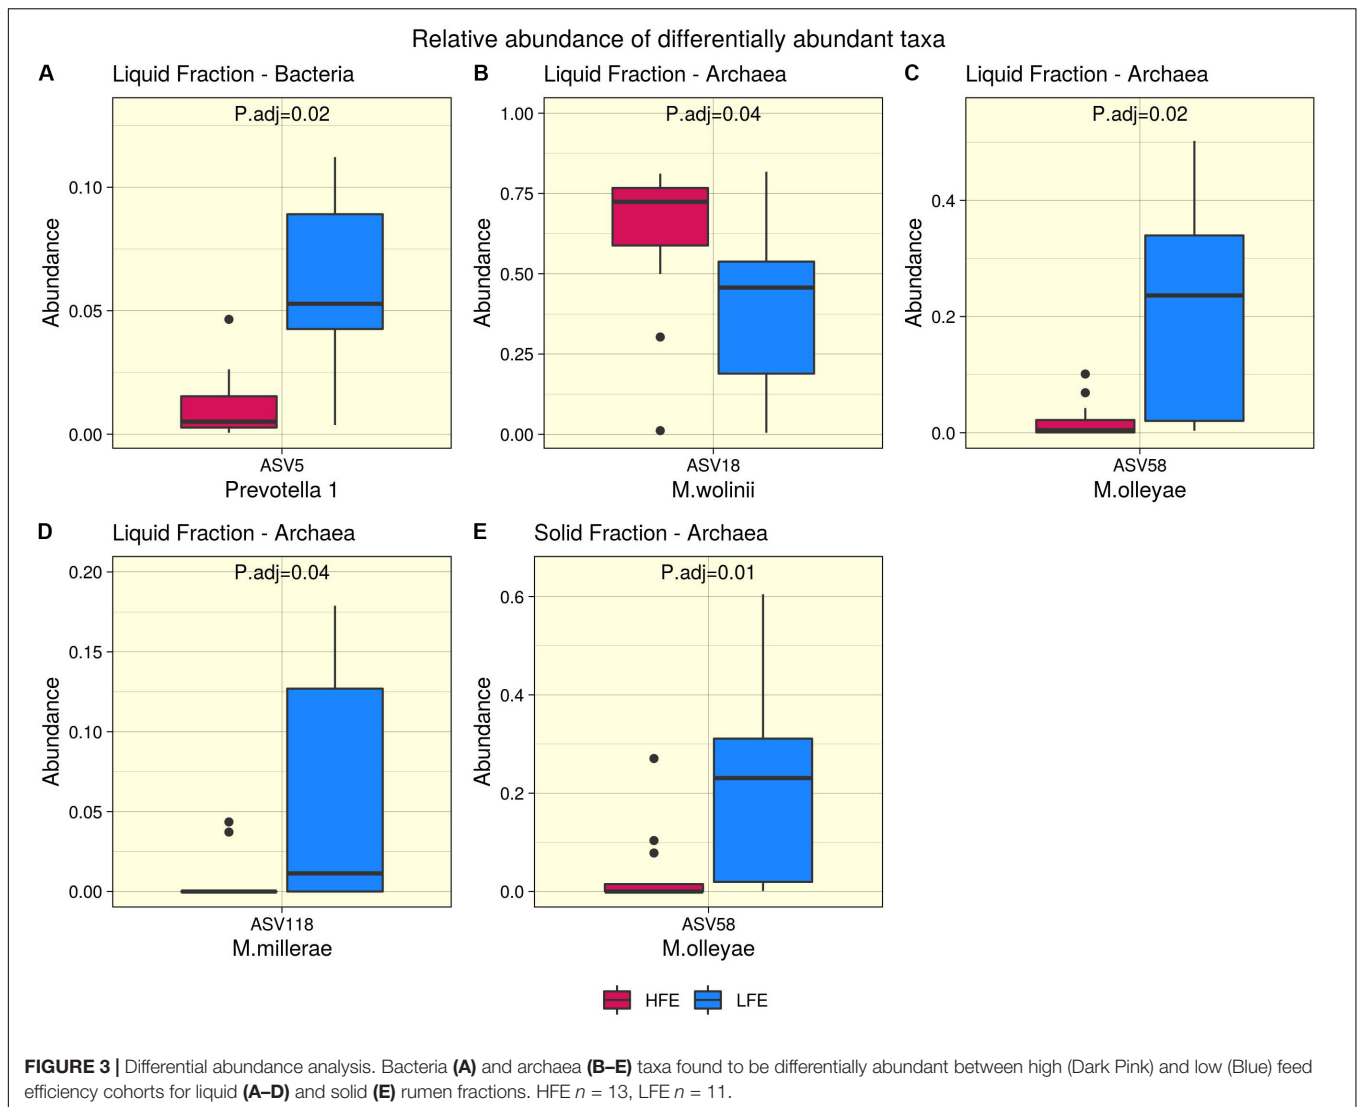 Relative abundance of differentially abundant taxa
A Liquid Fraction - Bacteria
P.adj=0.02
Abundance
0.10
0.05
0.00
ASV5
Prevotella 1
B Liquid Fraction - Archaea
P.adj=0.04
Abundance
1.00
0.75
0.50
0.25
0.00
ASV18
M.wolinii
C Liquid Fraction - Archaea
P.adj=0.02
Abundance
0.4
0.2
0.0
ASV58
M.olleyae
D Liquid Fraction - Archaea
P.adj=0.04
Abundance
0.20
0.15
0.10
0.05
0.00
ASV118
M.millerae
E Solid Fraction - Archaea
P.adj=0.01
Abundance
0.6
0.4
0.2
0.0
ASV58
M.olleyae
HFE LFE
FIGURE 3 | Differential abundance analysis. Bacteria (A) and archaea (B–E) taxa found to be differentially abundant between high (Dark Pink) and low (Blue) feed
efficiency cohorts for liquid (A–D) and solid (E) rumen fractions. HFE n = 13, LFE n = 11.